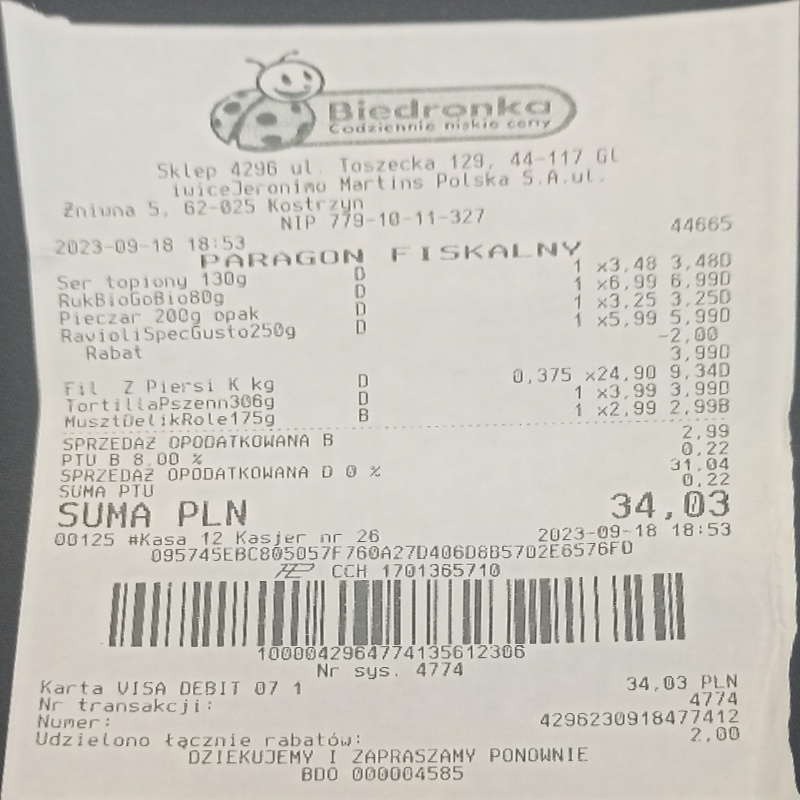 Biedronka
Codziennie niskie ceny
Sklep 4296 ul. Toszecka 129, 44-117 Gl
iwiceJeronimo Martins Polska S.A.ul.
Żniwna 5, 62-025 Kostrzyn
NIP 779-10-11-327
2023-09-18 18:53 44665
PARAGON FISKALNY
Ser topiony 130g D 1 x3,48 3,48D
RukBioGoBio80g D 1 x6,99 6,99D
Pieczar 200g opak D 1 x3,25 3,25D
RavioliSpecGusto250g D 1 x5,99 5,99D
Rabat -2,00
3,99D
Fil Z Piersi K kg D 0,375 x24,90 9,34D
TortillaPszenn306g D 1 x3,99 3,99D
MusztDelikRole175g B 1 x2,99 2,99B
SPRZEDAŻ OPODATKOWANA B 2,99
PTU B 8,00 % 0,22
SPRZEDAŻ OPODATKOWANA D 0 % 31,04
SUMA PTU 0,22
SUMA PLN 34,03
00125 #Kasa 12 Kasjer nr 26 2023-09-18 18:53
095745EBC805057F760A27D406D8B5702E6576FD
CCH 1701365710
1000042964774135612306
Nr sys. 4774
Karta VISA DEBIT 07 1 34,03 PLN
Nr transakcji: 4774
Numer: 4296230918477412
Udzielono łącznie rabatów: 2,00
DZIEKUJEMY I ZAPRASZAMY PONOWNIE
BDO 000004585